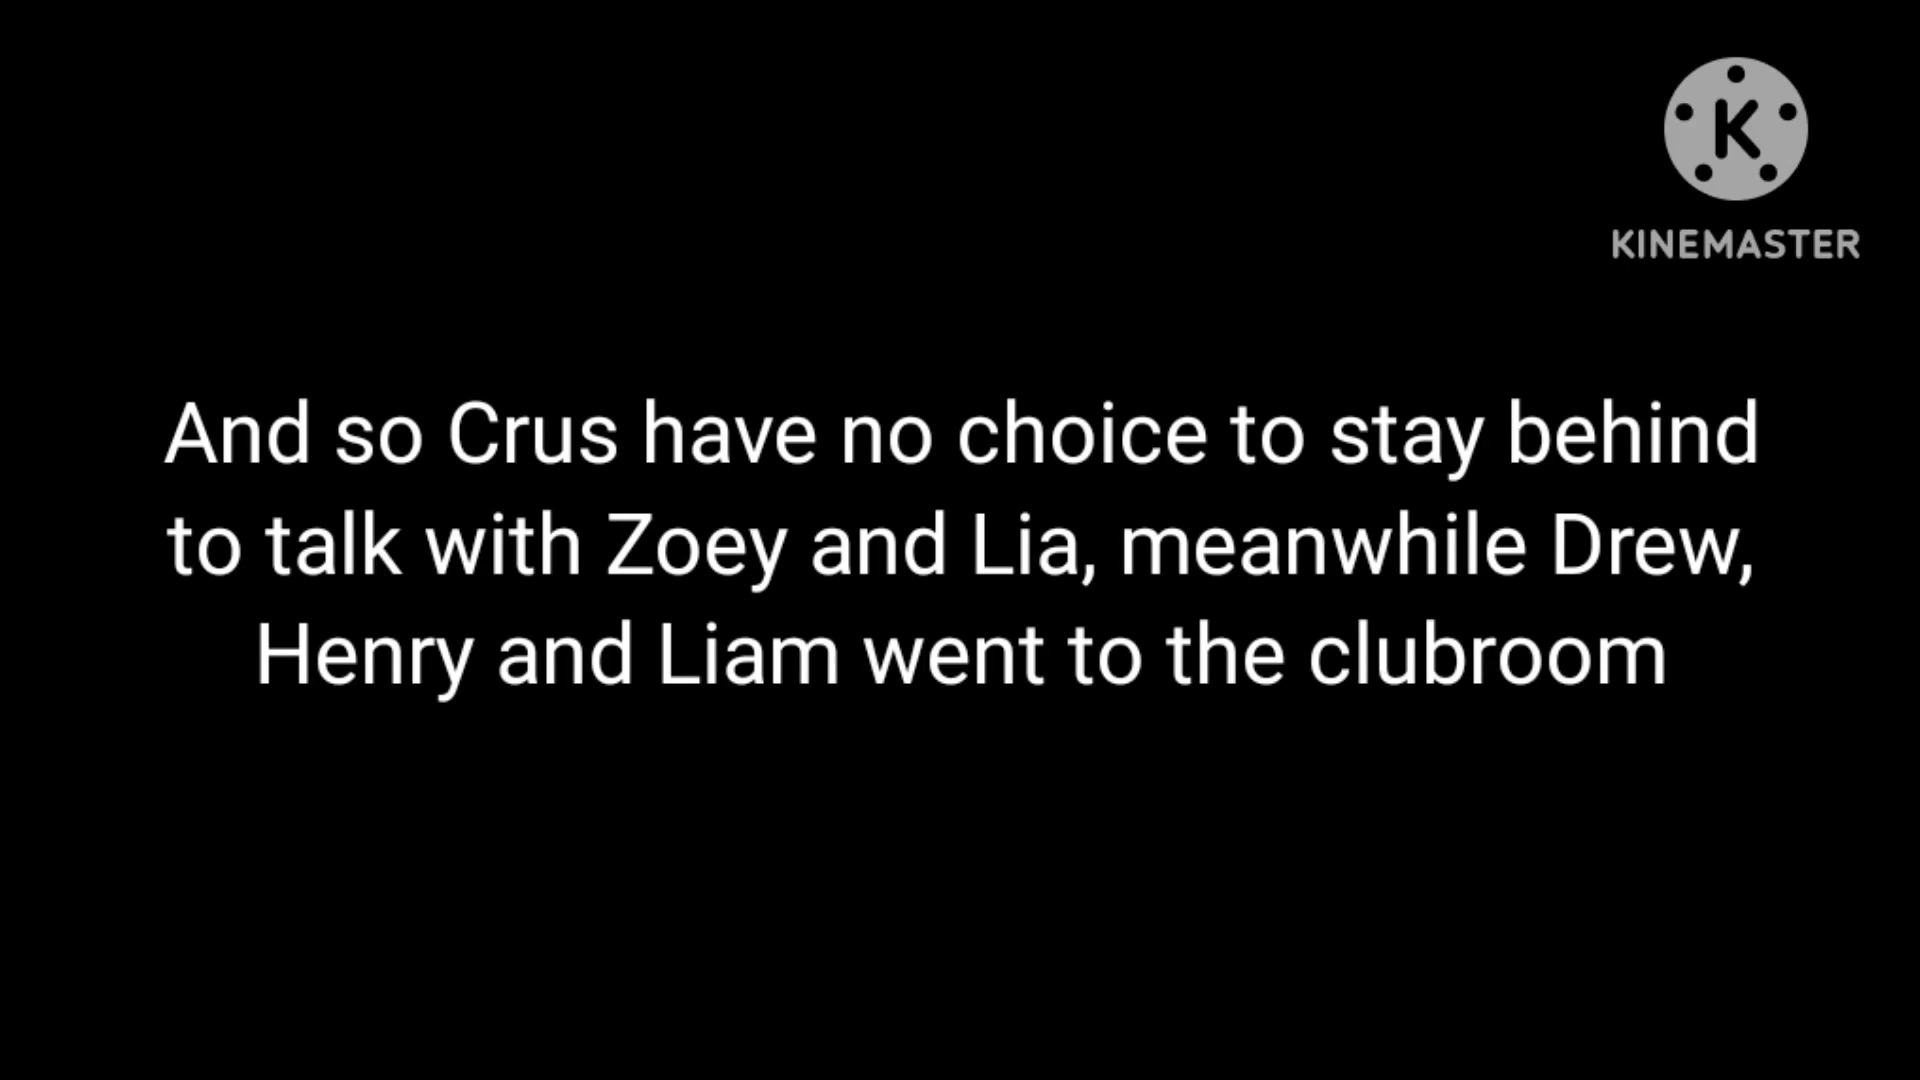 K
KINEMASTER
And so Crus have no choice to stay behind
to talk with Zoey and Lia, meanwhile Drew,
Henry and Liam went to the clubroom